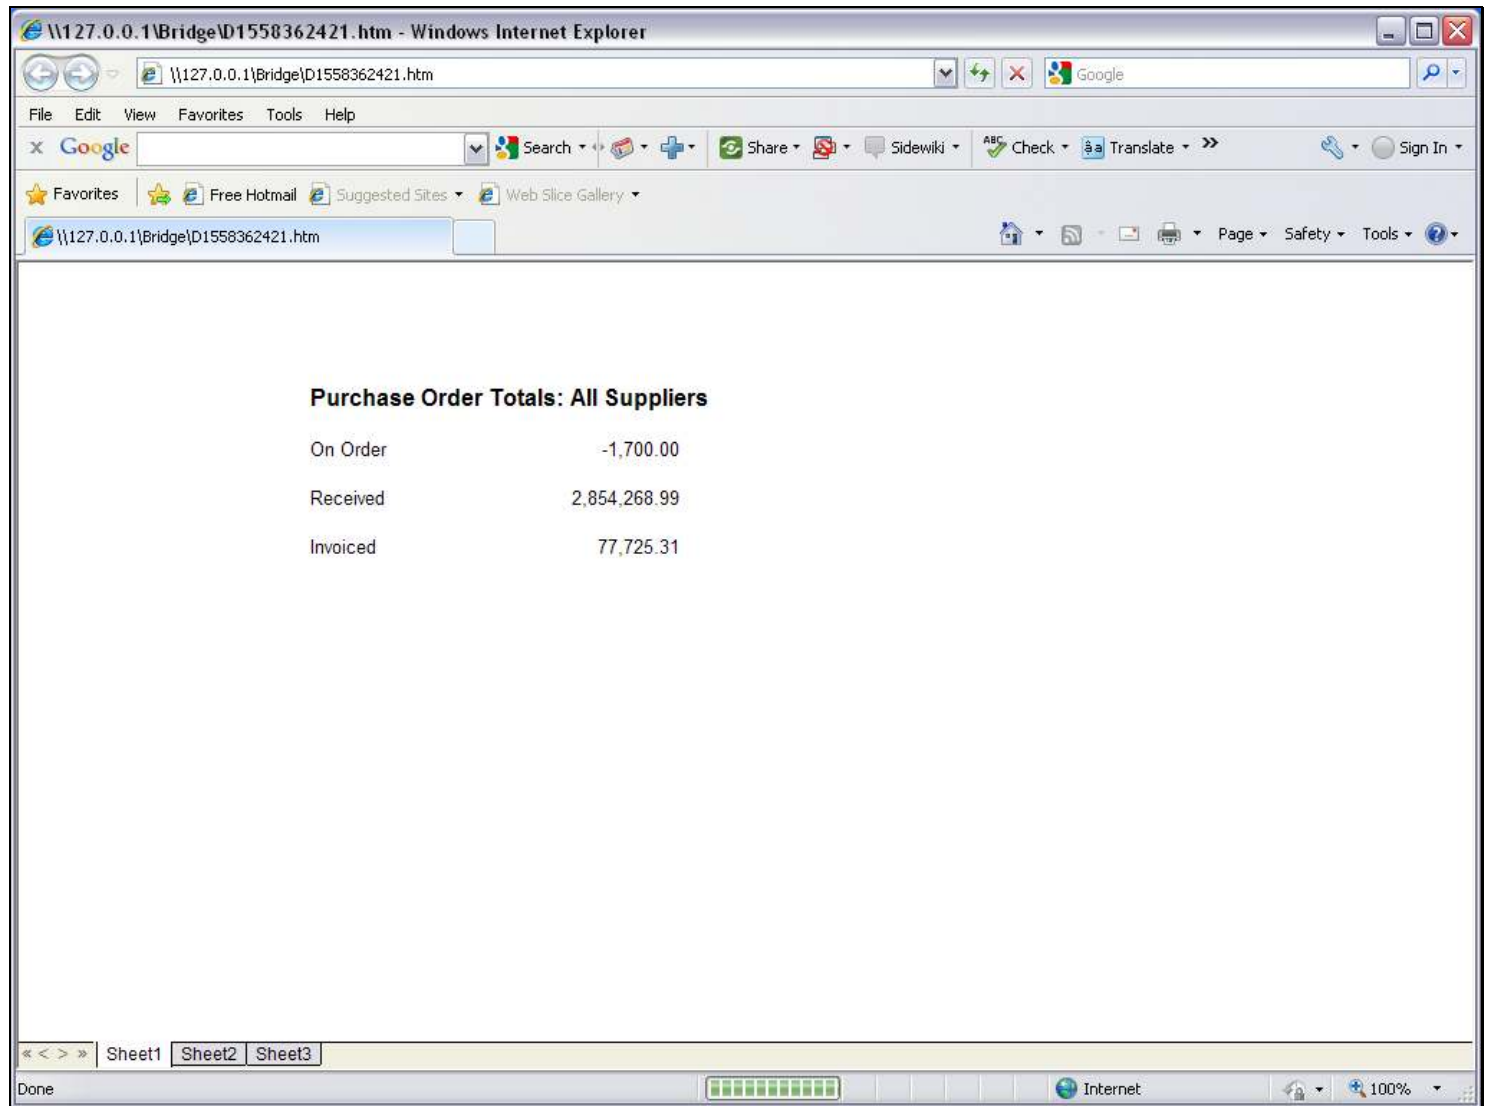 \\127.0.0.1\Bridge\D1558362421.htm - Windows Internet Explorer
\\127.0.0.1\Bridge\D1558362421.htm Google
File Edit View Favorites Tools Help
x Google Search Share Sidewiki ABC Check āa Translate » Sign In
Favorites Free Hotmail Suggested Sites Web Slice Gallery
\\127.0.0.1\Bridge\D1558362421.htm Page Safety Tools
Purchase Order Totals: All Suppliers
On Order -1,700.00
Received 2,854,268.99
Invoiced 77,725.31
« < > » Sheet1 Sheet2 Sheet3
Done Internet 100%